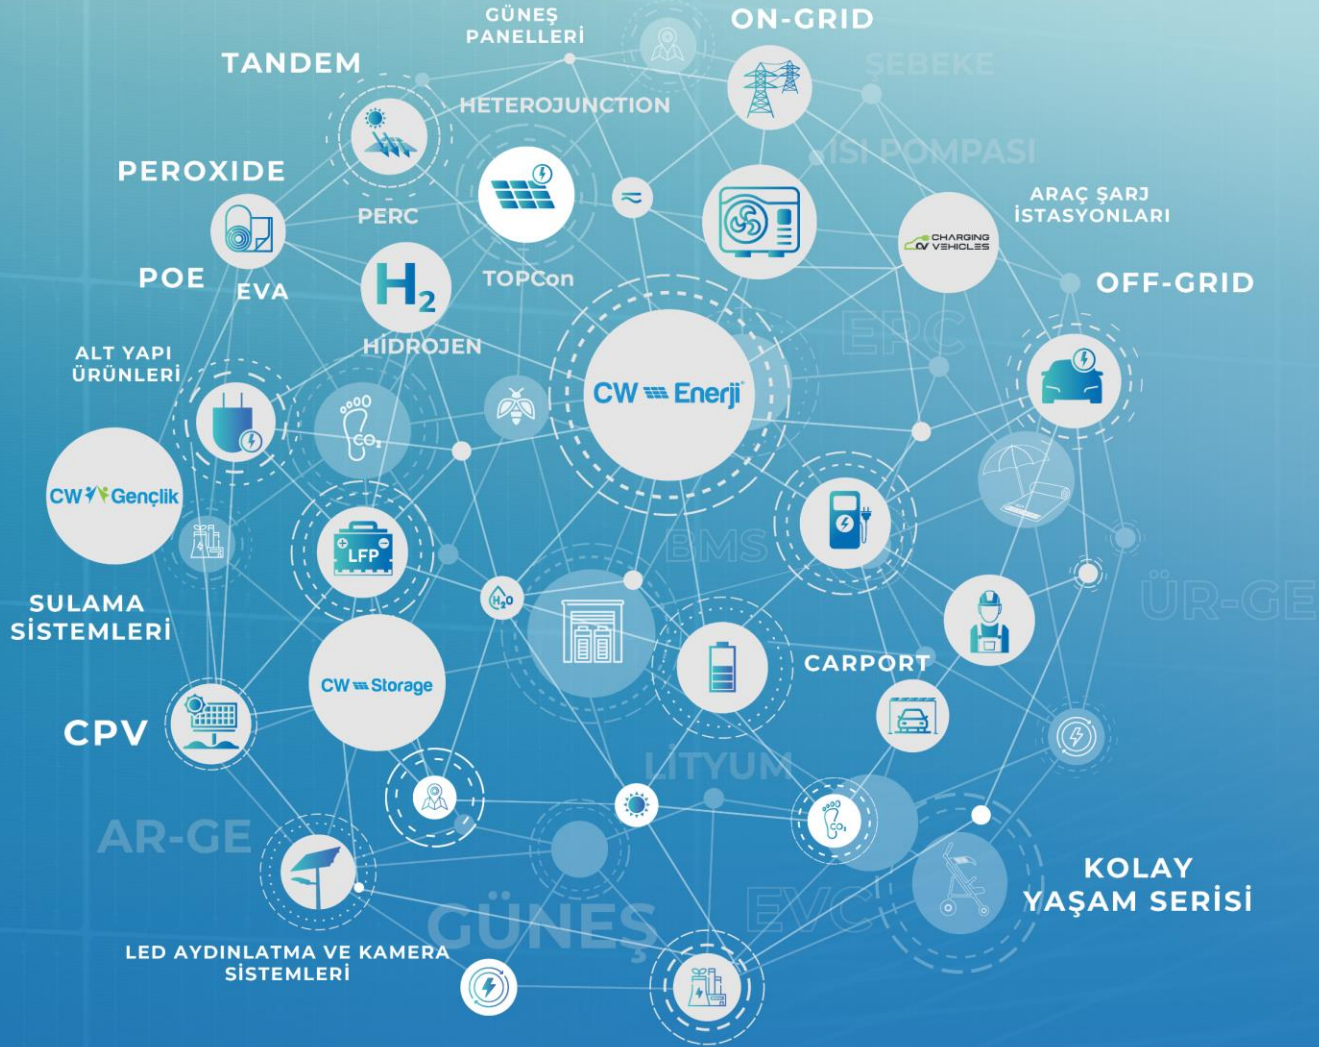 GÜNEŞ
PANELLERİ
ON-GRID
TANDEM
ŞEBEKE
HETEROJUNCTION
ISI POMPASI
PEROXIDE
ARAÇ ŞARJ
İSTASYONLARI
PERC
CHARGING
CV VEHICLES
POE
EVA
H₂
TOPCon
OFF-GRID
HİDROJEN
EPC
ALT YAPI
ÜRÜNLERİ
CW Enerji
CO₂
CW Gençlik
LFP
BMS
H₂O
ÜR-GE
SULAMA
SİSTEMLERİ
CARPORT
CW Storage
CPV
LİTYUM
AR-GE
CO₂
KOLAY
YAŞAM SERİSİ
GÜNEŞ
EVC
LED AYDINLATMA VE KAMERA
SİSTEMLERİ